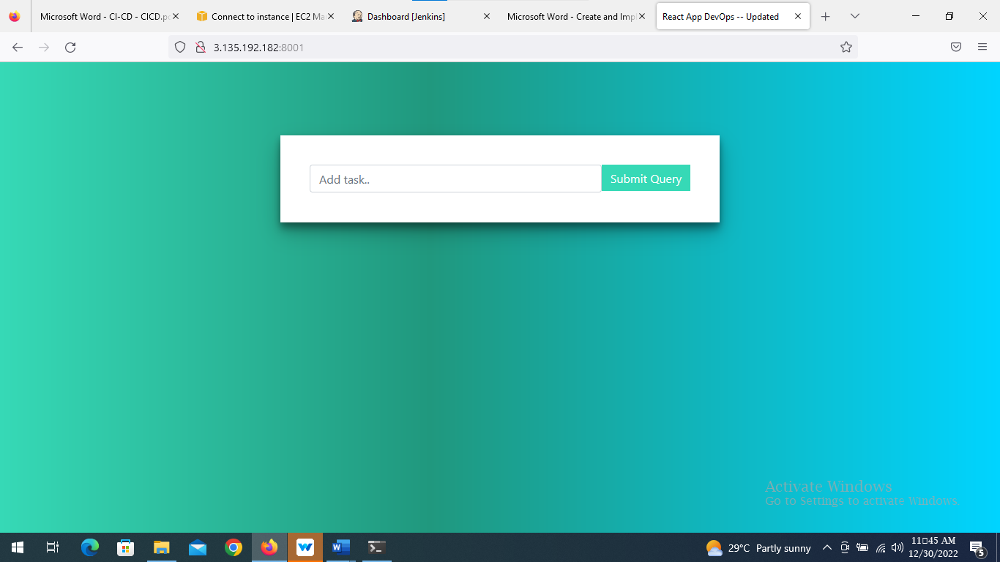 Microsoft Word - CI-CD - CICD.p
Connect to instance | EC2 Ma
Dashboard [Jenkins]
Microsoft Word - Create and Imp
React App DevOps -- Updated
3.135.192.182:8001
Add task..
Submit Query
Activate Windows
Go to Settings to activate Windows.
29°C Partly sunny
11□45 AM
12/30/2022
5